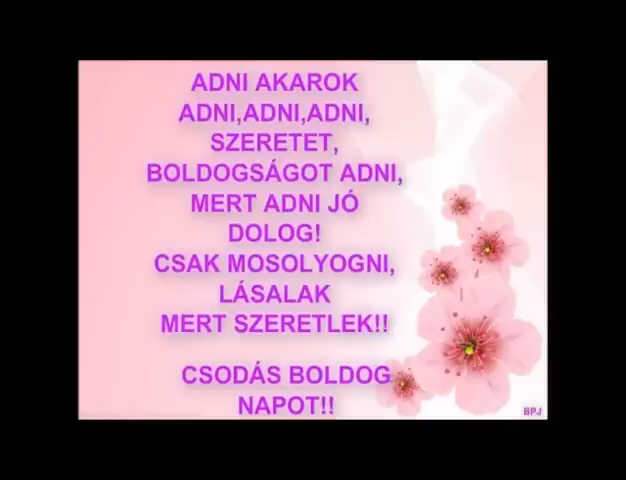 ADNI AKAROK
ADNI,ADNI,ADNI,
SZERETET,
BOLDOGSÁGOT ADNI,
MERT ADNI JÓ
DOLOG!
CSAK MOSOLYOGNI,
LÁSALAK
MERT SZERETLEK!!
CSODÁS BOLDOG
NAPOT!!
BPJ